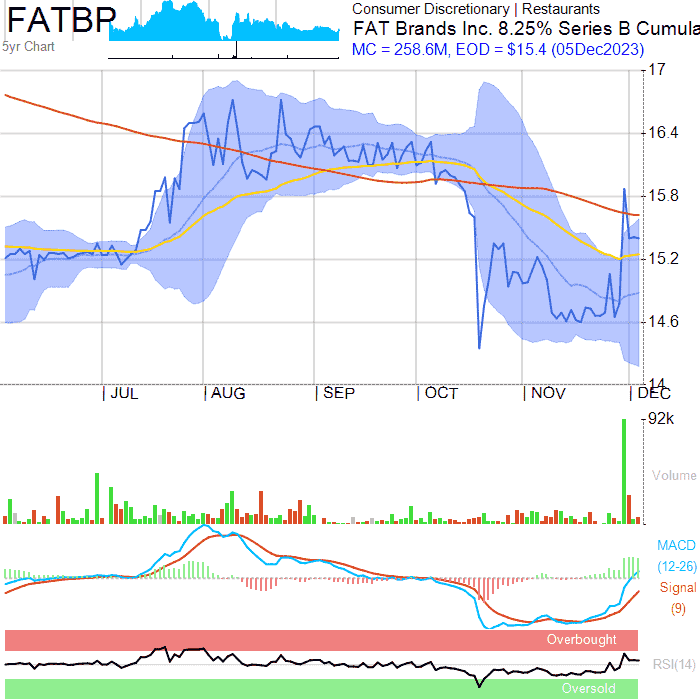 FATBP
5yr Chart
Consumer Discretionary | Restaurants
FAT Brands Inc. 8.25% Series B Cumula
MC = 258.6M, EOD = $15.4 (05Dec2023)
17
16.4
15.8
15.2
14.6
14
JUL AUG SEP OCT NOV DEC
92k
Volume
MACD
(12-26)
Signal
(9)
Overbought
RSI(14)
Oversold